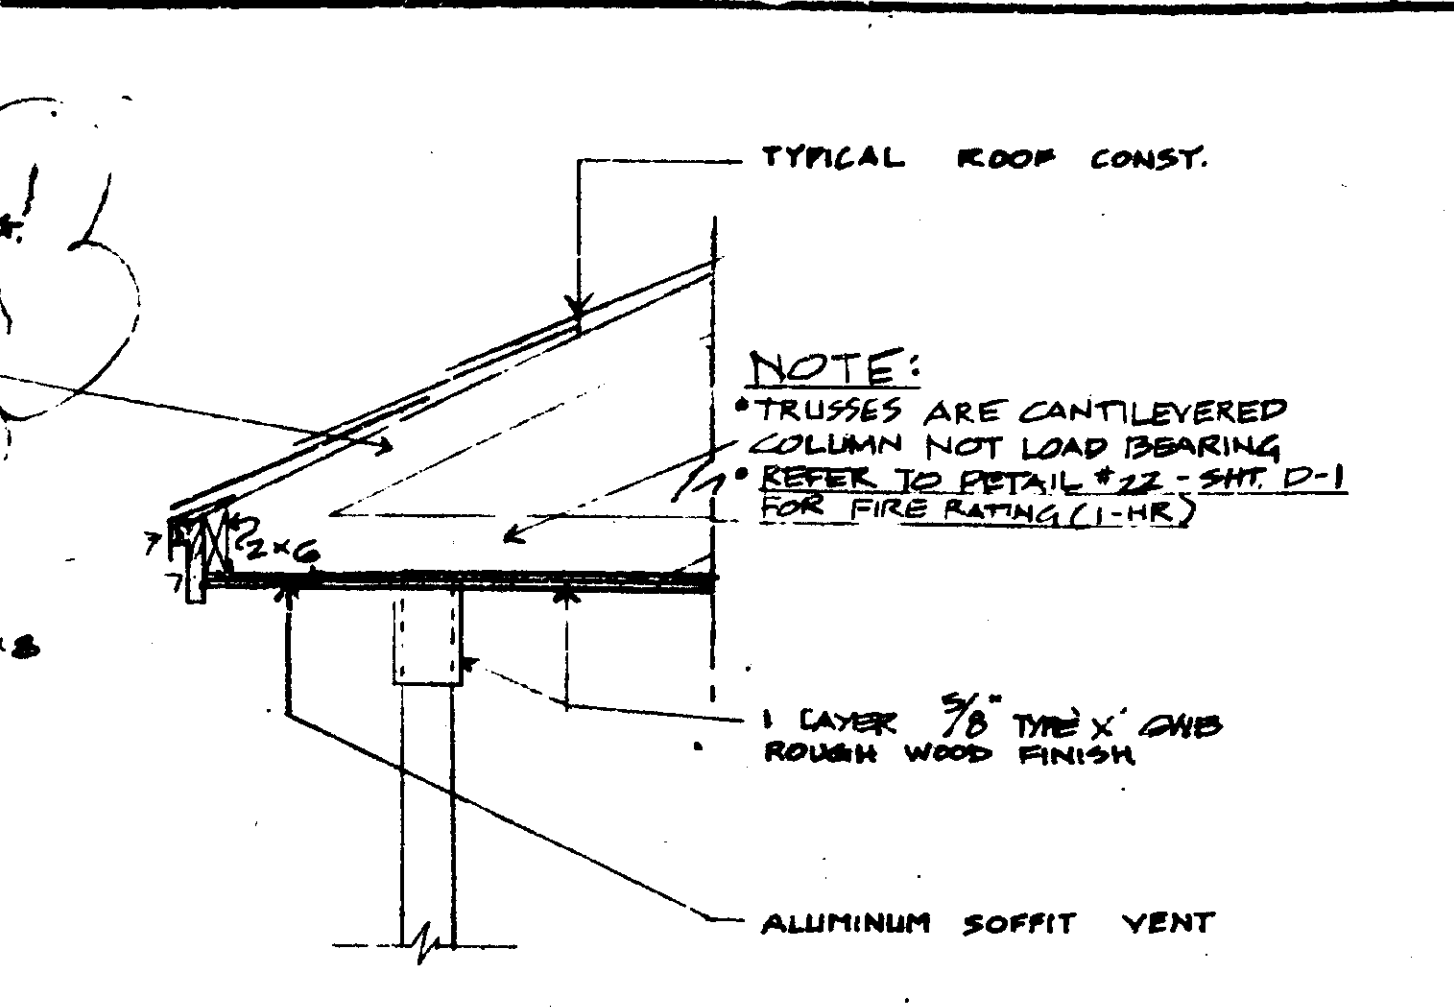 TYPICAL ROOF CONST.
NOTE:
• TRUSSES ARE CANTILEVERED
COLUMN NOT LOAD BEARING
• REFER TO DETAIL #22 - SHT. D-1
FOR FIRE RATING (1-HR)
2x6
1 LAYER 5/8" TYPE 'X' GWB
ROUGH WOOD FINISH
ALUMINUM SOFFIT VENT